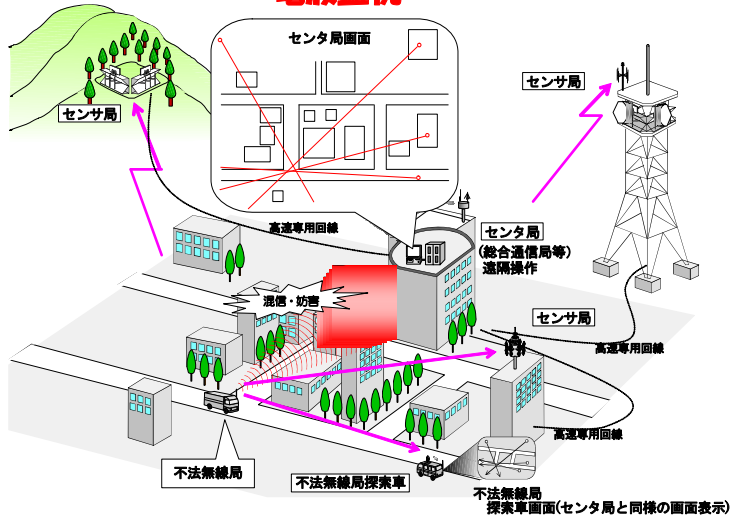 センタ局画面
センサ局
センサ局
高速専用回線
センタ局
(総合通信局等)
遠隔操作
混信・妨害
センサ局
高速専用回線
高速専用回線
不法無線局
不法無線局探索車
不法無線局
探索車画面(センタ局と同様の画面表示)